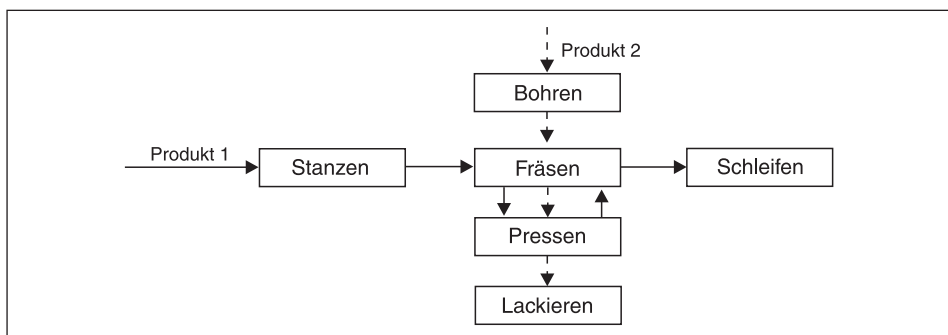 Produkt 2
Bohren
Produkt 1
Stanzen
Fräsen
Schleifen
Pressen
Lackieren